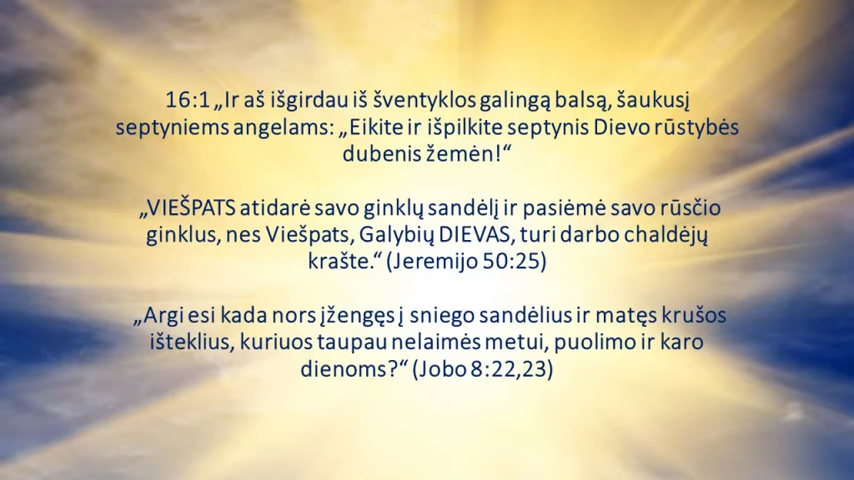 16:1 „Ir aš išgirdau iš šventyklos galingą balsą, šaukusį
septyniems angelams: „Eikite ir išpilkite septynis Dievo rūstybės
dubenis žemėn!“
„VIEŠPATS atidarė savo ginklų sandėlį ir pasiėmė savo rūsčio
ginklus, nes Viešpats, Galybių DIEVAS, turi darbo chaldėjų
krašte.“ (Jeremijo 50:25)
„Argi esi kada nors įžengęs į sniego sandėlius ir matęs krušos
išteklius, kuriuos taupau nelaimės metui, puolimo ir karo
dienoms?“ (Jobo 8:22,23)